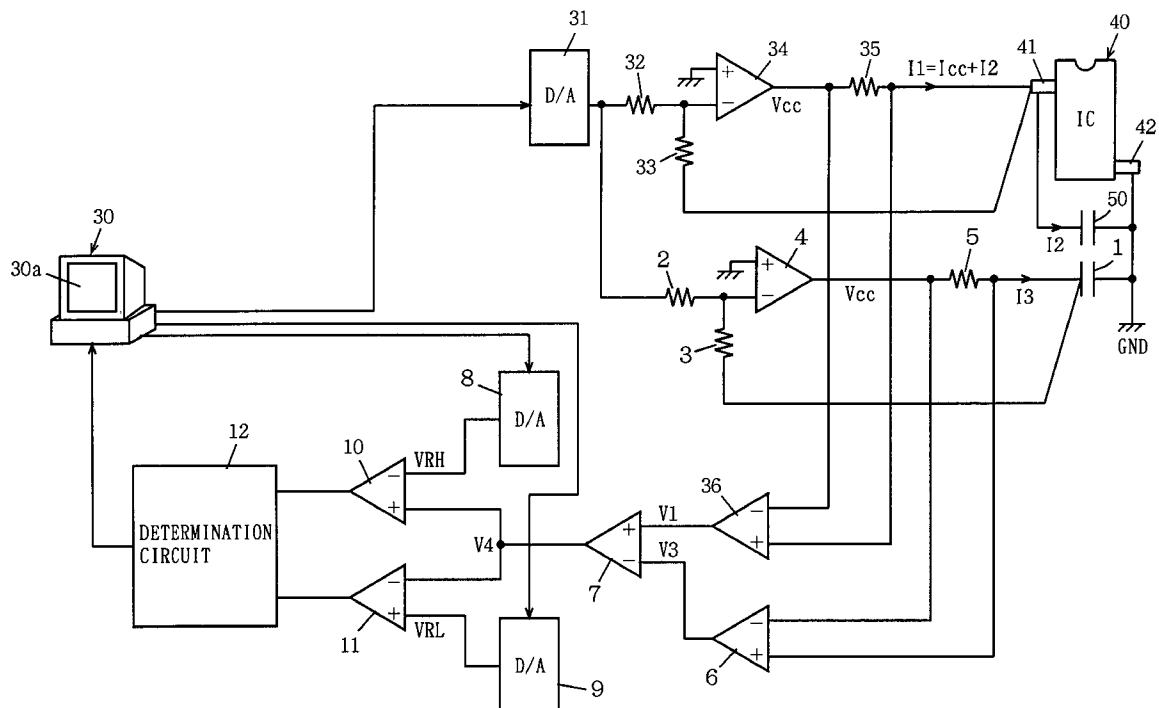 31
34
35
40
32
41
D/A
I1=Icc+I2
Vcc
IC
42
33
50
30
I2
1
4
5
2
30a
Vcc
I3
3
GND
8
D/A
12
10
VRH
36
V1
DETERMINATION
CIRCUIT
V4
V3
7
11
VRL
D/A
6
9